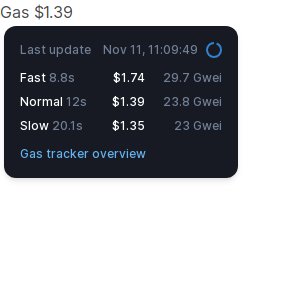 Gas $1.39
Last update Nov 11, 11:09:49
Fast 8.8s $1.74 29.7 Gwei
Normal 12s $1.39 23.8 Gwei
Slow 20.1s $1.35 23 Gwei
Gas tracker overview